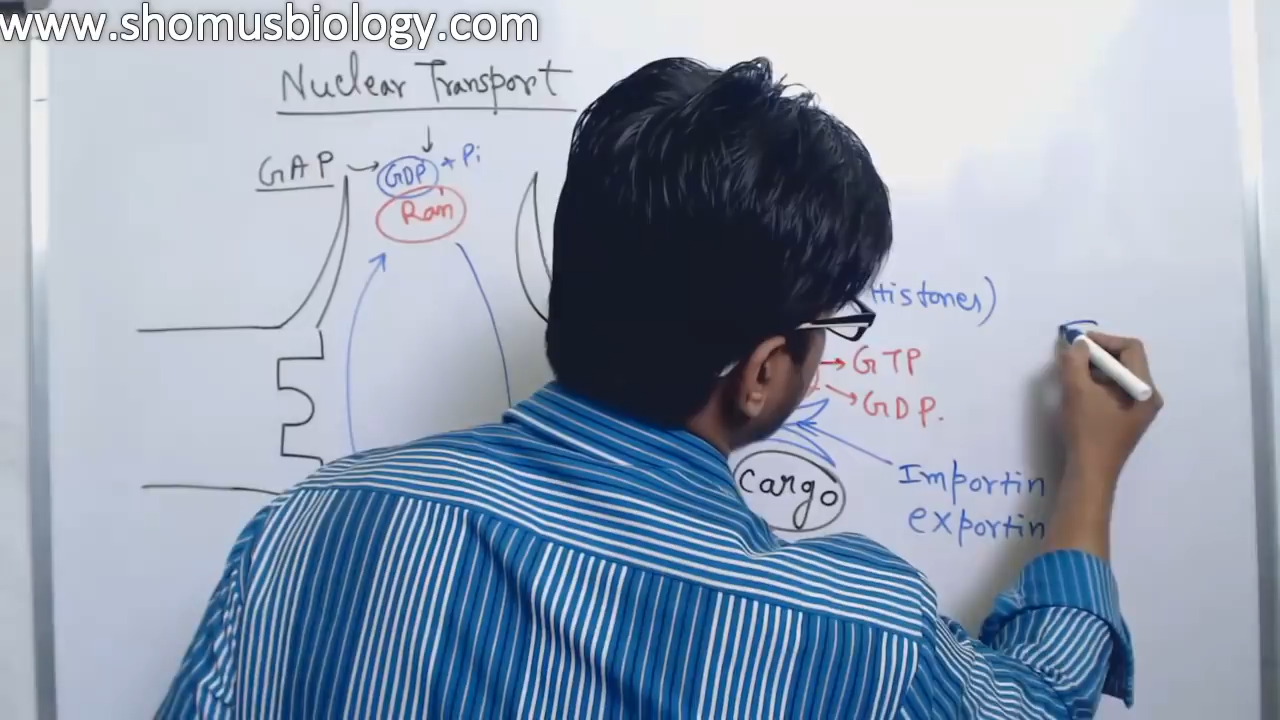 www.shomusbiology.com
Nuclear Transport
GAP → GDP + Pi
Ran
Histones)
→ GTP
→ GDP.
Cargo
Importin
exportin